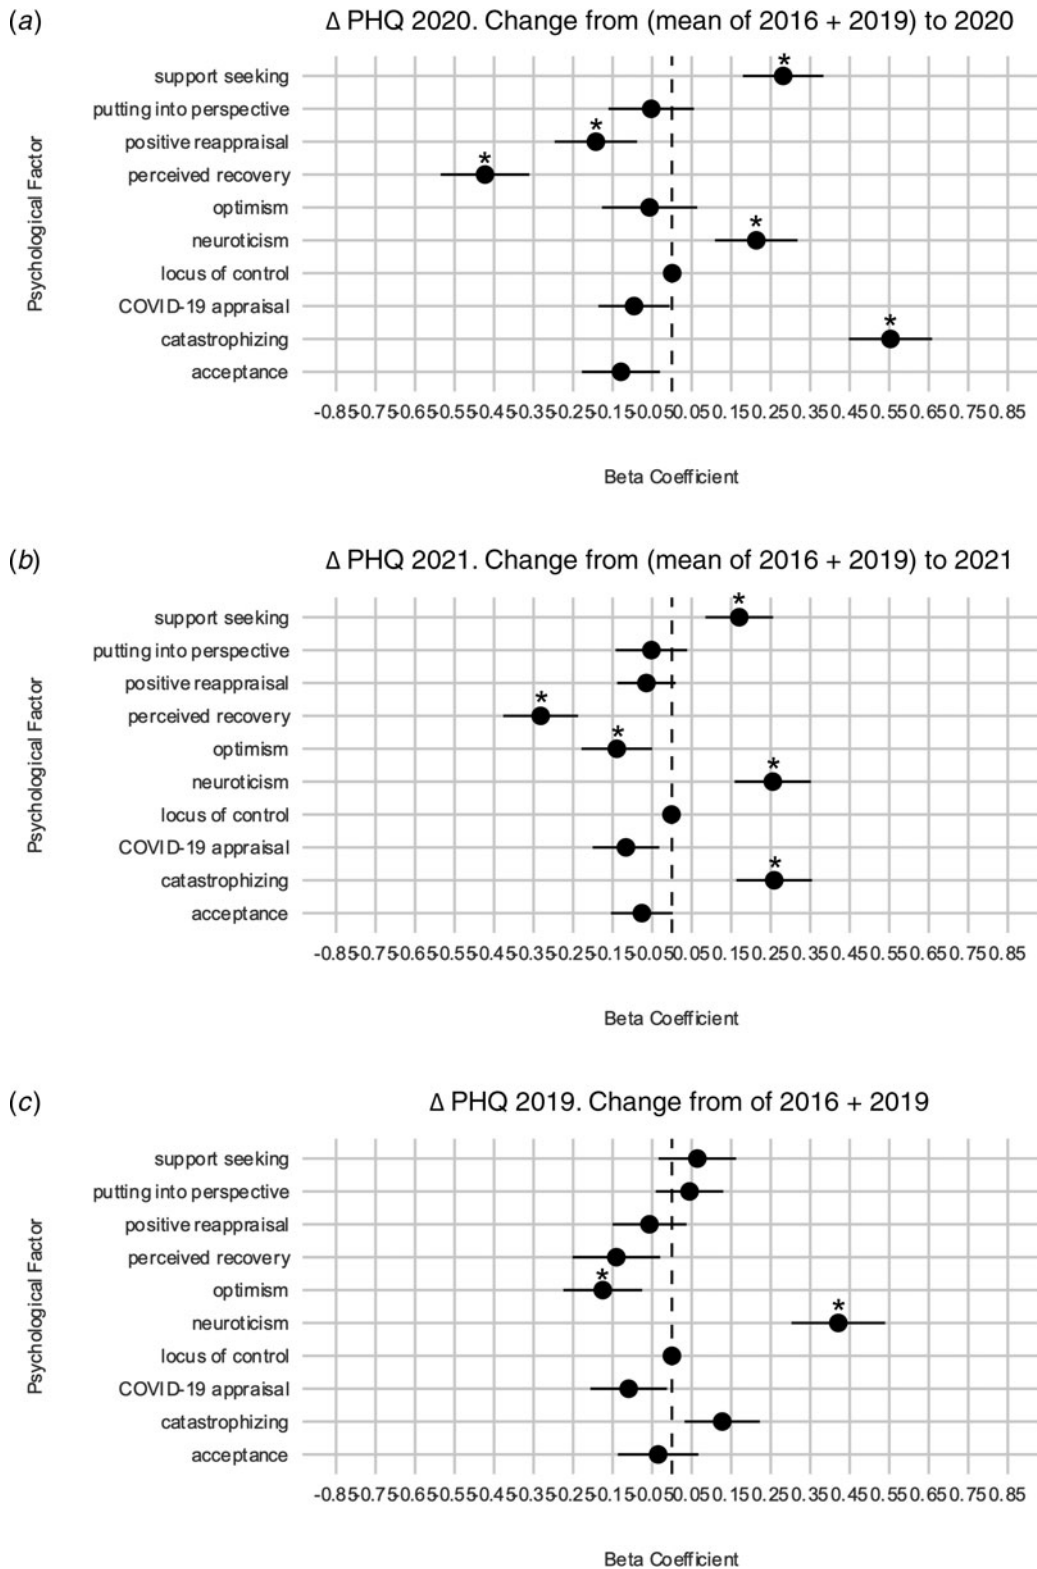 (a)
Δ PHQ 2020. Change from (mean of 2016 + 2019) to 2020
Psychological Factor
support seeking
*
putting into perspective
positive reappraisal
*
perceived recovery
*
optimism
neuroticism
*
locus of control
COVID-19 appraisal
catastrophizing
*
acceptance
-0.85-0.75-0.65-0.55-0.45-0.35-0.25-0.15-0.050.05 0.15 0.25 0.35 0.45 0.55 0.65 0.75 0.85
Beta Coefficient
(b)
Δ PHQ 2021. Change from (mean of 2016 + 2019) to 2021
Psychological Factor
support seeking
*
putting into perspective
positive reappraisal
perceived recovery
*
optimism
*
neuroticism
*
locus of control
COVID-19 appraisal
catastrophizing
*
acceptance
-0.85-0.75-0.65-0.55-0.45-0.35-0.25-0.15-0.050.05 0.15 0.25 0.35 0.45 0.55 0.65 0.75 0.85
Beta Coefficient
(c)
Δ PHQ 2019. Change from of 2016 + 2019
Psychological Factor
support seeking
putting into perspective
positive reappraisal
perceived recovery
optimism
*
neuroticism
*
locus of control
COVID-19 appraisal
catastrophizing
acceptance
-0.85-0.75-0.65-0.55-0.45-0.35-0.25-0.15-0.050.05 0.15 0.25 0.35 0.45 0.55 0.65 0.75 0.85
Beta Coefficient